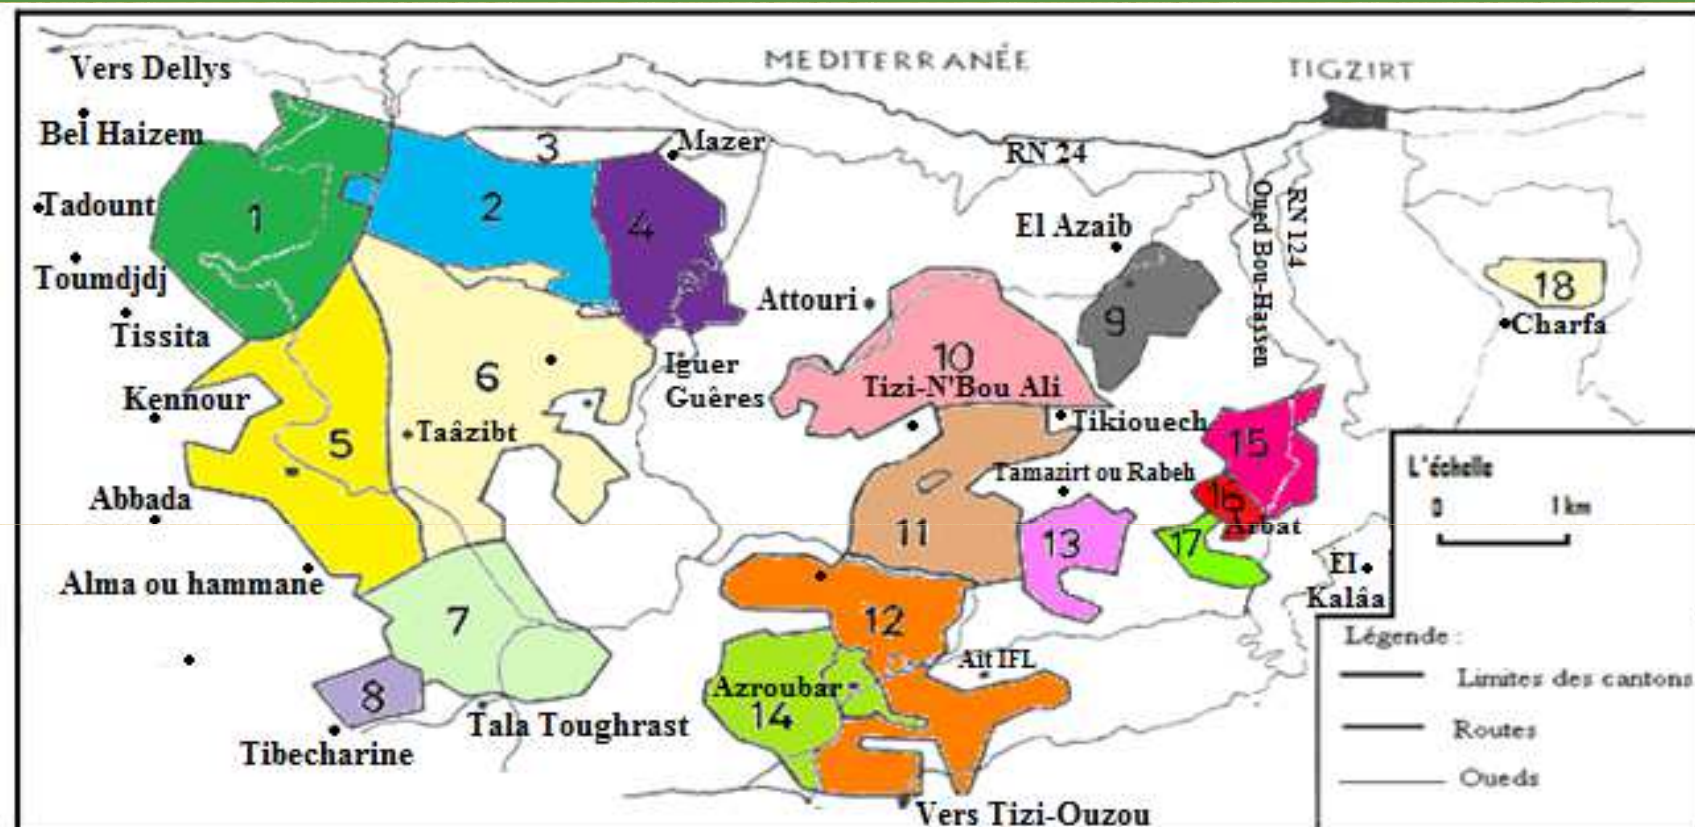 MEDITERRANÉE
TIGZIRT
Vers Dellys
Bel Haizem
3
Mazer
RN 24
Tadount
1
2
4
El Azaib
Oued Bou-Hassen
RN 124
Toumdjdj
Tissita
Attouri
9
18
Charfa
6
Iguer
Guêres
10
Tizi-N'Bou Ali
Kennour
5
Taâzibt
Tikiouech
15
Tamazirt ou Rabeh
L'échelle
0 1 km
Abbada
11
13
16
Arbat
17
El
Kalâa
Alma ou hammane
7
12
Légende :
Aït IFL
Limites des cantons
8
Azroubar
14
Tala Toughrast
Routes
Tibecharine
Oueds
Vers Tizi-Ouzou